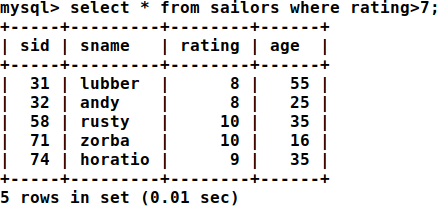 mysql> select * from sailors where rating>7;
+-----+---------+--------+------+
| sid | sname   | rating | age  |
+-----+---------+--------+------+
|  31 | lubber  |      8 |   55 |
|  32 | andy    |      8 |   25 |
|  58 | rusty   |     10 |   35 |
|  71 | zorba   |     10 |   16 |
|  74 | horatio |      9 |   35 |
+-----+---------+--------+------+
5 rows in set (0.01 sec)